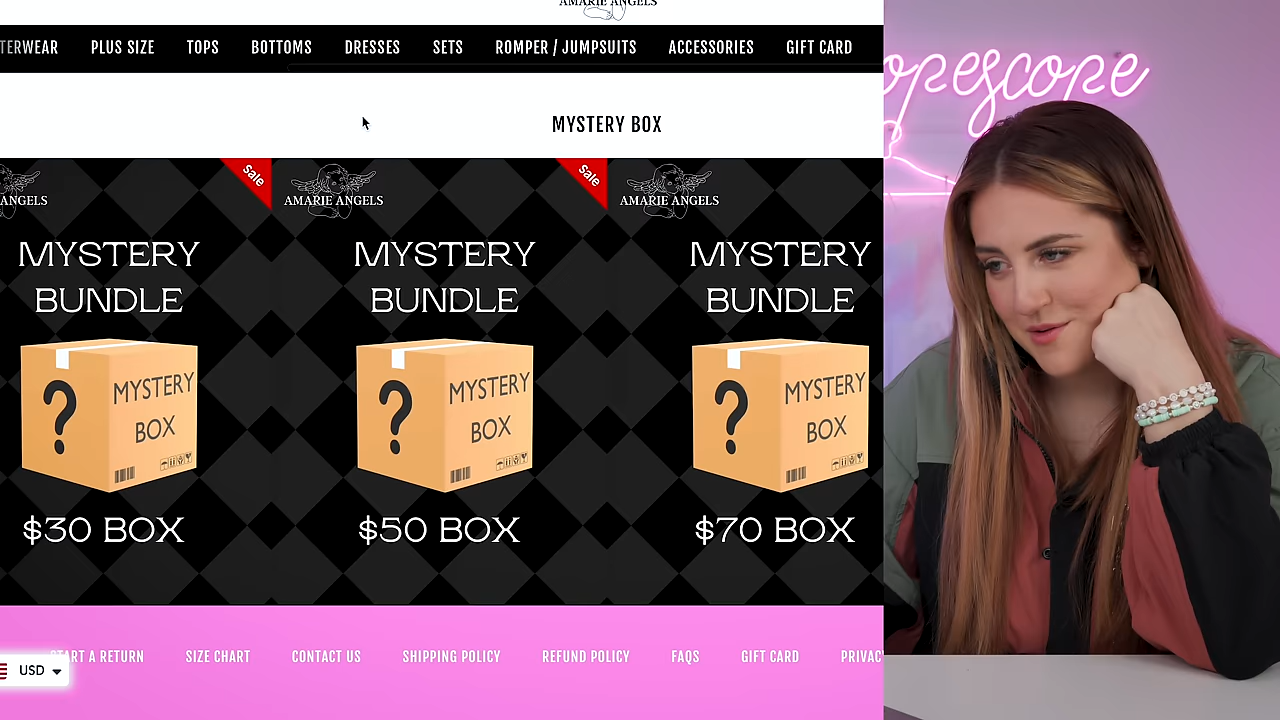 AMARIE ANGELS
TERWEAR PLUS SIZE TOPS BOTTOMS DRESSES SETS ROMPER / JUMPSUITS ACCESSORIES GIFT CARD
MYSTERY BOX
ANGELS
sale
MYSTERY
BUNDLE
?
MYSTERY
BOX
$30 BOX
AMARIE ANGELS
sale
MYSTERY
BUNDLE
?
MYSTERY
BOX
$50 BOX
AMARIE ANGELS
MYSTERY
BUNDLE
?
MYSTERY
BOX
$70 BOX
START A RETURN SIZE CHART CONTACT US SHIPPING POLICY REFUND POLICY FAQS GIFT CARD PRIVAC
USD
opescope